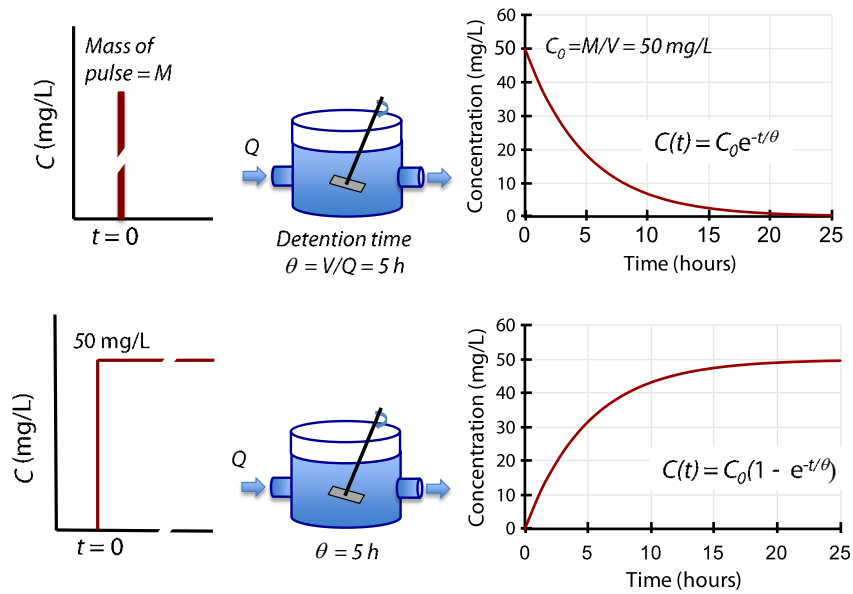 Mass of
pulse = M
C (mg/L)
t = 0
Q
Detention time
θ = V/Q = 5 h
Concentration (mg/L)
60
50
40
30
20
10
0
C₀ =M/V = 50 mg/L
C(t) = C₀e^-t/θ
0 5 10 15 20 25
Time (hours)
50 mg/L
C (mg/L)
t = 0
Q
θ = 5 h
Concentration (mg/L)
60
50
40
30
20
10
0
C(t) = C₀(1 - e^-t/θ)
0 5 10 15 20 25
Time (hours)